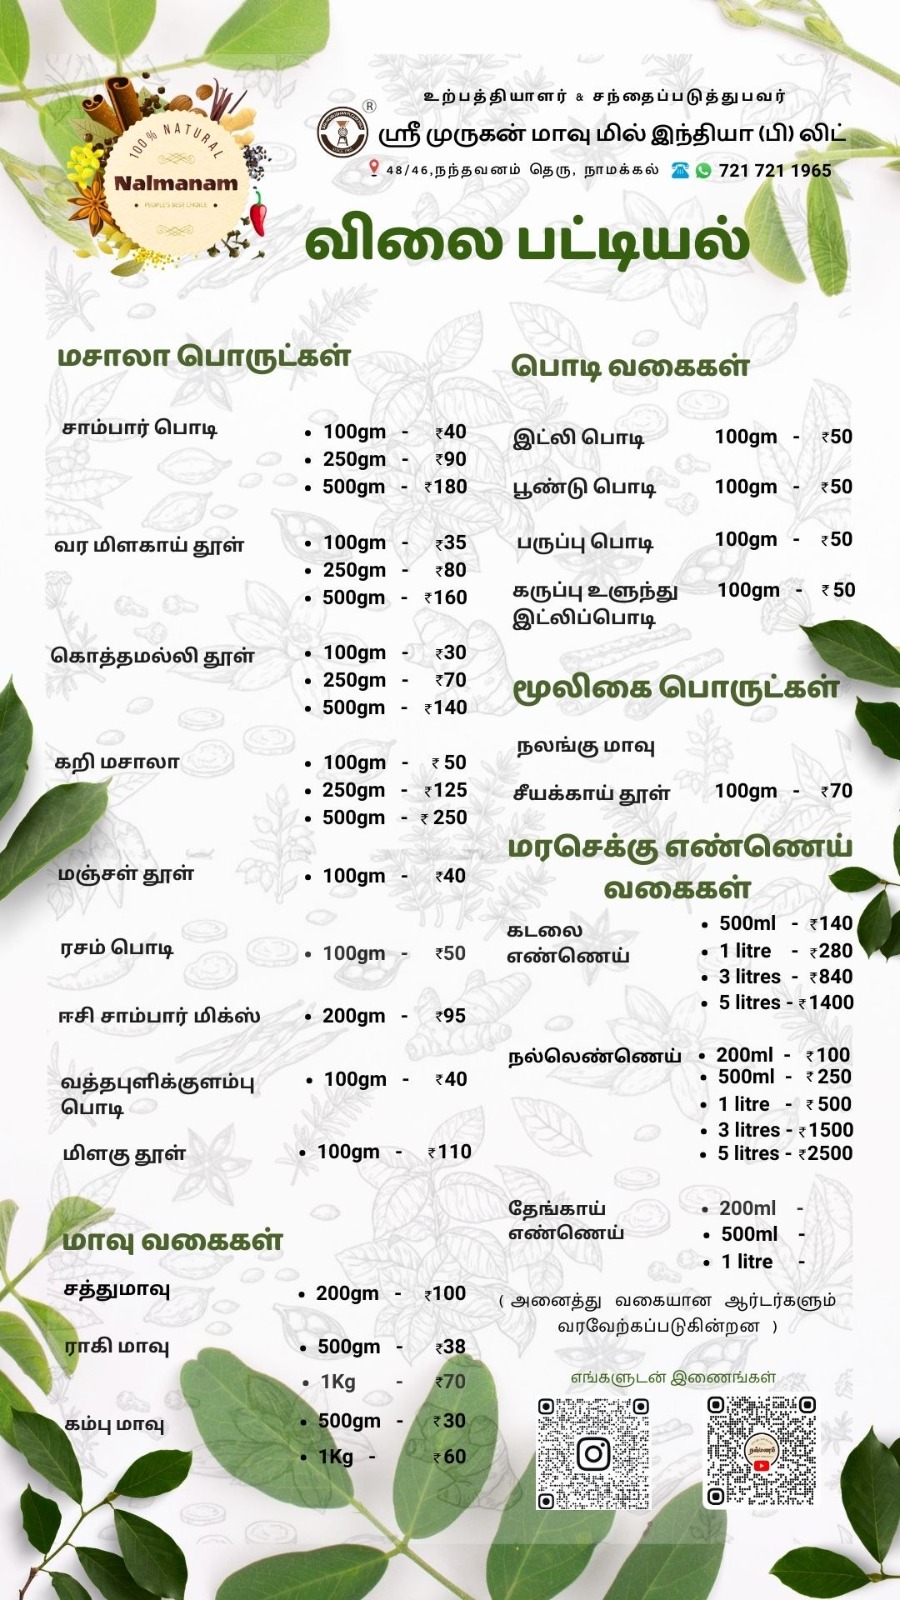 100% NATURAL
Nalmanam
• PEOPLE'S BEST CHOICE •
உற்பத்தியாளர் & சந்தைப்படுத்துபவர்
®
ஸ்ரீ முருகன் மாவு மில் இந்தியா (பி) லிட்
48/46,நந்தவனம் தெரு, நாமக்கல் 721 721 1965
விலை பட்டியல்
மசாலா பொருட்கள்
சாம்பார் பொடி • 100gm - ₹40
• 250gm - ₹90
• 500gm - ₹180
வர மிளகாய் தூள் • 100gm - ₹35
• 250gm - ₹80
• 500gm - ₹160
கொத்தமல்லி தூள் • 100gm - ₹30
• 250gm - ₹70
• 500gm - ₹140
கறி மசாலா • 100gm - ₹ 50
• 250gm - ₹125
• 500gm - ₹ 250
மஞ்சள் தூள் • 100gm - ₹40
ரசம் பொடி • 100gm - ₹50
ஈசி சாம்பார் மிக்ஸ் • 200gm - ₹95
வத்தபுளிக்குளம்பு • 100gm - ₹40
பொடி
மிளகு தூள் • 100gm - ₹110
மாவு வகைகள்
சத்துமாவு • 200gm - ₹100
ராகி மாவு • 500gm - ₹38
• 1Kg - ₹70
கம்பு மாவு • 500gm - ₹30
• 1Kg - ₹60
பொடி வகைகள்
இட்லி பொடி 100gm - ₹50
பூண்டு பொடி 100gm - ₹50
பருப்பு பொடி 100gm - ₹50
கருப்பு உளுந்து 100gm - ₹ 50
இட்லிப்பொடி
மூலிகை பொருட்கள்
நலங்கு மாவு
சீயக்காய் தூள் 100gm - ₹70
மரசெக்கு எண்ணெய்
வகைகள்
கடலை • 500ml - ₹140
எண்ணெய் • 1 litre - ₹280
• 3 litres - ₹840
• 5 litres - ₹1400
நல்லெண்ணெய் • 200ml - ₹100
• 500ml - ₹ 250
• 1 litre - ₹ 500
• 3 litres - ₹1500
• 5 litres - ₹2500
தேங்காய் • 200ml -
எண்ணெய் • 500ml -
• 1 litre -
( அனைத்து வகையான ஆர்டர்களும்
வரவேற்கப்படுகின்றன )
எங்களுடன் இணைங்கள்
நல்மணம்